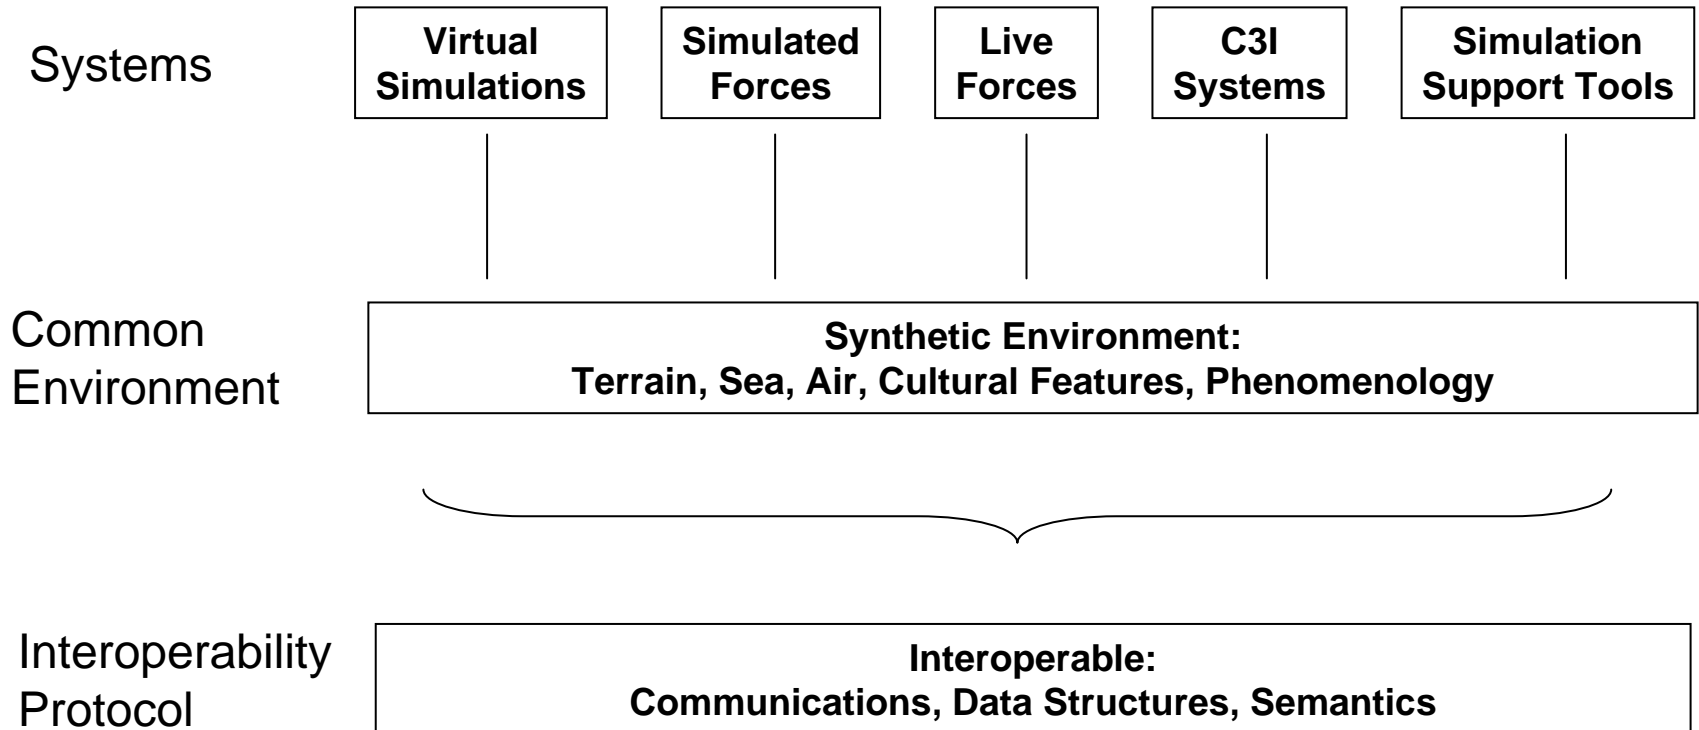 Systems
Virtual
Simulations
Simulated
Forces
Live
Forces
C3I
Systems
Simulation
Support Tools
Common
Environment
Synthetic Environment:
Terrain, Sea, Air, Cultural Features, Phenomenology
Interoperability
Protocol
Interoperable:
Communications, Data Structures, Semantics